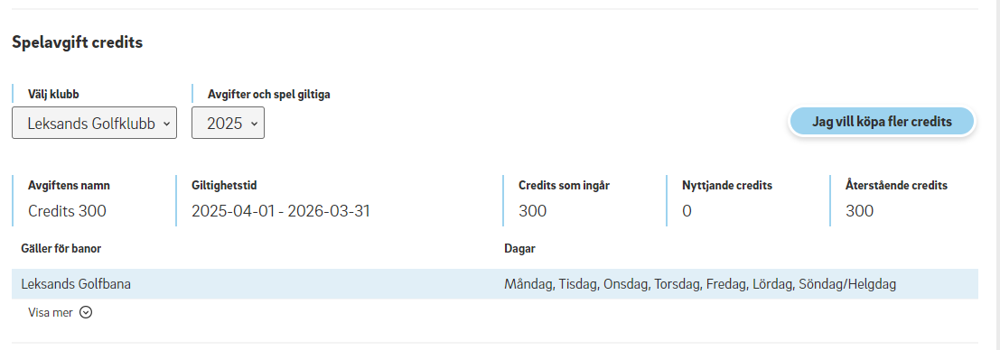 Spelavgift credits
Välj klubb Avgifter och spel giltiga
Leksands Golfklubb 2025 Jag vill köpa fler credits
Avgiftens namn Giltighetstid Credits som ingår Nyttjande credits Återstående credits
Credits 300 2025-04-01 - 2026-03-31 300 0 300
Gäller för banor Dagar
Leksands Golfbana Måndag, Tisdag, Onsdag, Torsdag, Fredag, Lördag, Söndag/Helgdag
Visa mer